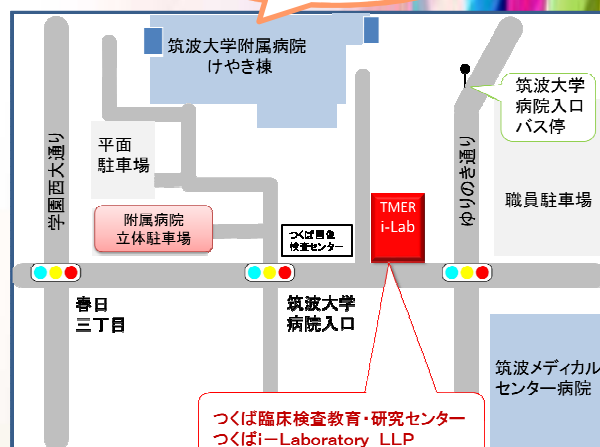 筑波大学附属病院
けやき棟
筑波大学
病院入口
バス停
平面
駐車場
学園西大通り
ゆりのき通り
職員駐車場
附属病院
立体駐車場
TMER
i-Lab
つくば画像
検査センター
春日
三丁目
筑波大学
病院入口
筑波メディカル
センター病院
つくば臨床検査教育・研究センター
つくばi－Laboratory LLP